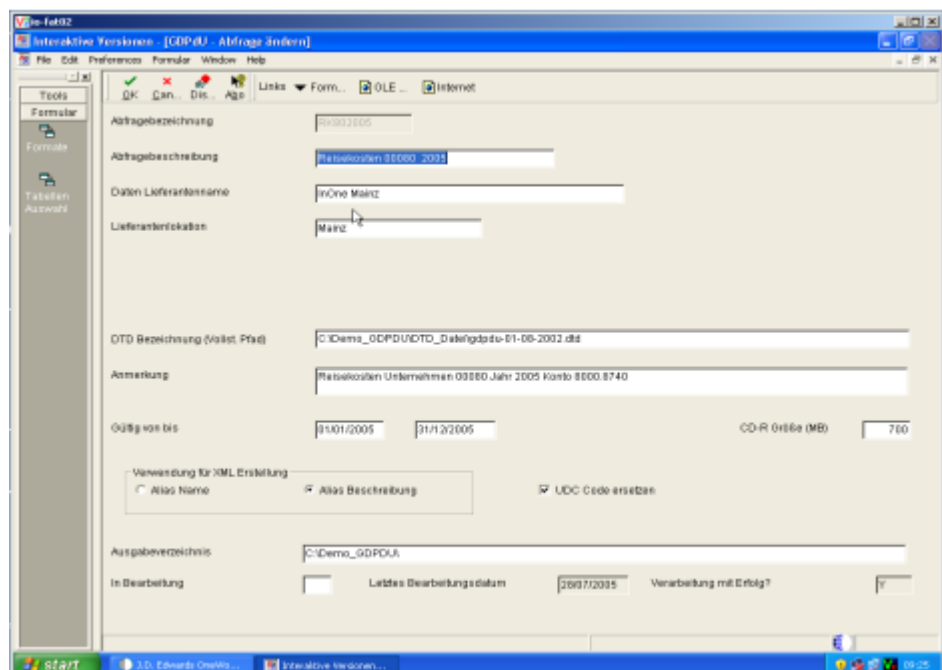 io-fat02
Interaktive Versionen - [GDPdU - Abfrage ändern]
File Edit Preferences Formular Window Help
OK Can... Dis... Links Form... OLE ... Internet
Tools
Formular
Formate
Tabellen
Auswahl
Abfragebezeichnung
Abfragebeschreibung Reisekosten 00080 2005
Daten Lieferantenname InOne Mainz
Lieferantenlokation Mainz
DTD Bezeichnung (Vollst. Pfad) C:\Demo_GDPDU\DTD_Datei\gdpdu-01-08-2002.dtd
Anmerkung Reisekosten Unternehmen 00080 Jahr 2005 Konto 8000.8740
Gültig von bis 01/01/2005 31/12/2005 CD-R Größe (MB) 700
Verwendung für XML Erstellung
Alias Name Alias Beschreibung UDC Code ersetzen
Ausgabeverzeichnis C:\Demo_GDPDU\
In Bearbeitung Letztes Bearbeitungsdatum 28/07/2005 Verarbeitung mit Erfolg? Y
start J.D. Edwards OneWo... Interaktive Versionen... 09:25